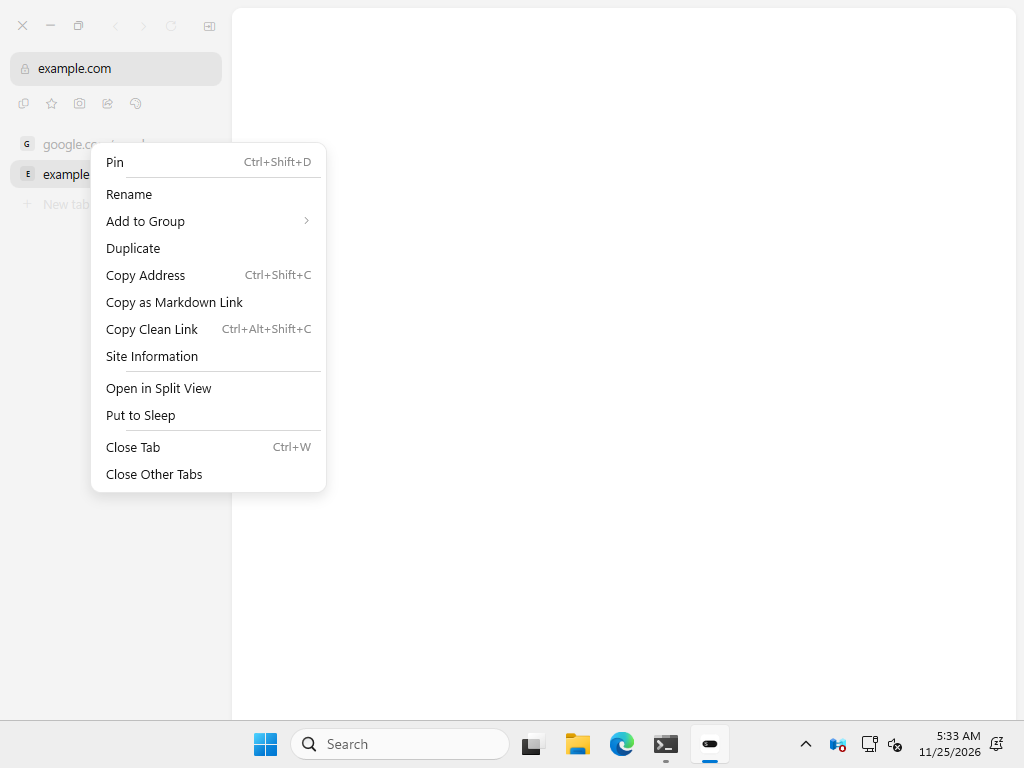 example.com
G google.co
E example
New tab
Pin Ctrl+Shift+D
Rename
Add to Group
Duplicate
Copy Address Ctrl+Shift+C
Copy as Markdown Link
Copy Clean Link Ctrl+Alt+Shift+C
Site Information
Open in Split View
Put to Sleep
Close Tab Ctrl+W
Close Other Tabs
Search
5:33 AM
11/25/2026